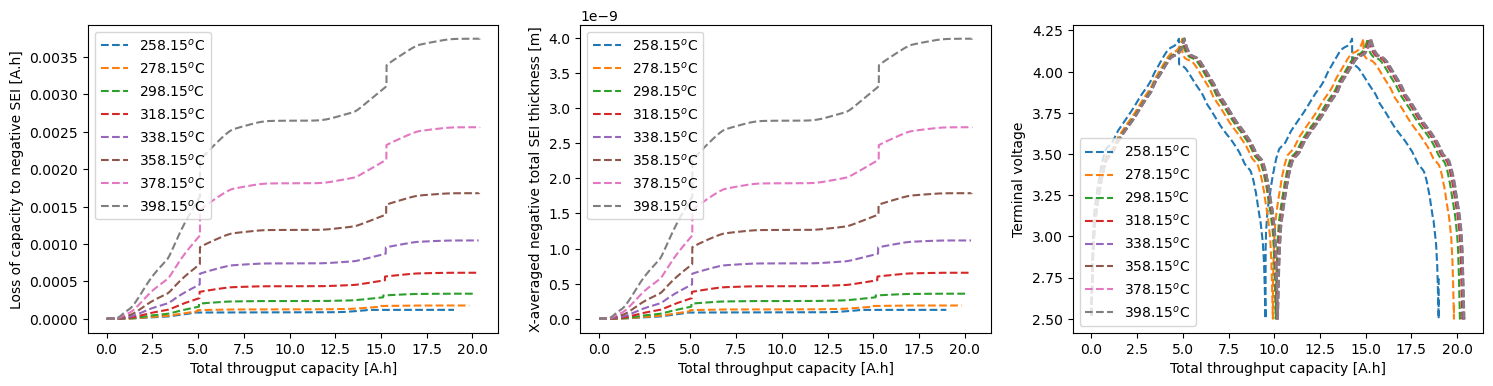 Loss of capacity to negative SEI [A.h]
0.0035
0.0030
0.0025
0.0020
0.0015
0.0010
0.0005
0.0000
258.15°C
278.15°C
298.15°C
318.15°C
338.15°C
358.15°C
378.15°C
398.15°C
0.0 2.5 5.0 7.5 10.0 12.5 15.0 17.5 20.0
Total througput capacity [A.h]
X-averaged negative total SEI thickness [m]
1e−9
4.0
3.5
3.0
2.5
2.0
1.5
1.0
0.5
0.0
258.15°C
278.15°C
298.15°C
318.15°C
338.15°C
358.15°C
378.15°C
398.15°C
0.0 2.5 5.0 7.5 10.0 12.5 15.0 17.5 20.0
Total throughput capacity [A.h]
Terminal voltage
4.25
4.00
3.75
3.50
3.25
3.00
2.75
2.50
258.15°C
278.15°C
298.15°C
318.15°C
338.15°C
358.15°C
378.15°C
398.15°C
0.0 2.5 5.0 7.5 10.0 12.5 15.0 17.5 20.0
Total throughput capacity [A.h]